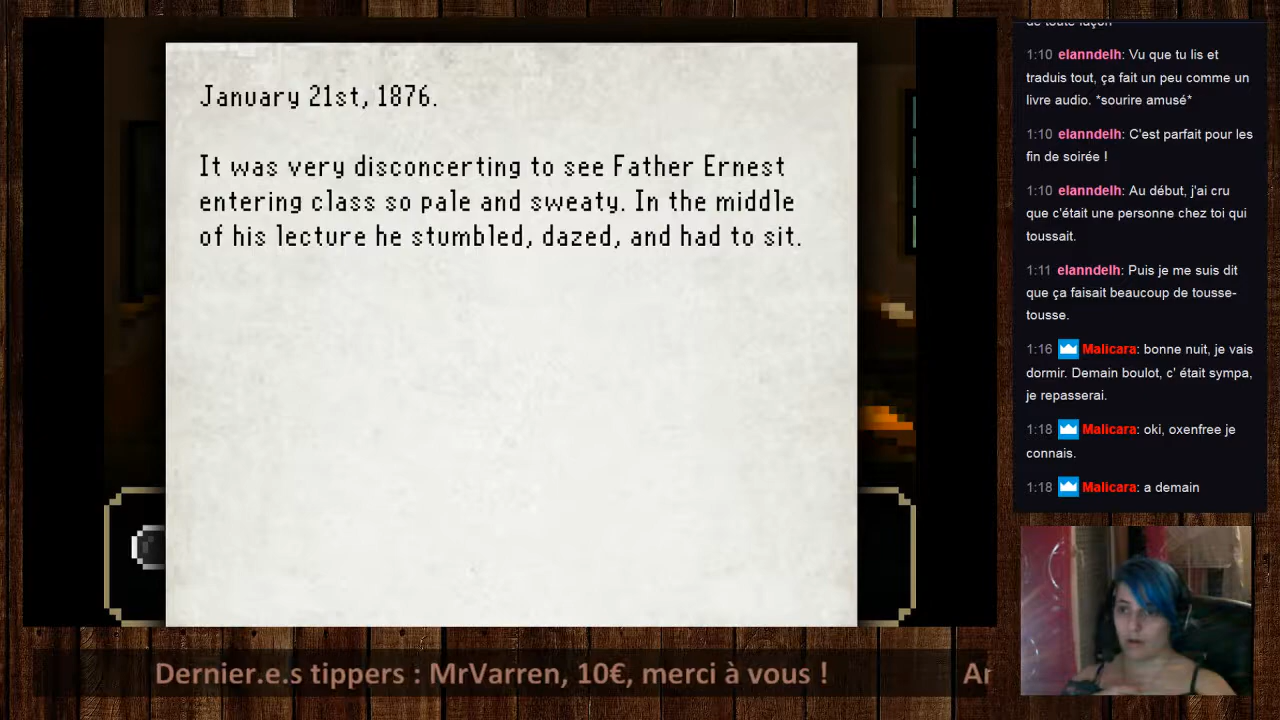 January 21st, 1876.
It was very disconcerting to see Father Ernest
entering class so pale and sweaty. In the middle
of his lecture he stumbled, dazed, and had to sit.
de toute façon
1:10 elanndelh: Vu que tu lis et
traduis tout, ça fait un peu comme un
livre audio. *sourire amusé*
1:10 elanndelh: C'est parfait pour les
fin de soirée !
1:10 elanndelh: Au début, j'ai cru
que c'était une personne chez toi qui
toussait.
1:11 elanndelh: Puis je me suis dit
que ça faisait beaucoup de tousse-
tousse.
1:16 Malicara: bonne nuit, je vais
dormir. Demain boulot, c' était sympa,
je repasserai.
1:18 Malicara: oki, oxenfree je
connais.
1:18 Malicara: a demain
Dernier.e.s tippers : MrVarren, 10€, merci à vous !